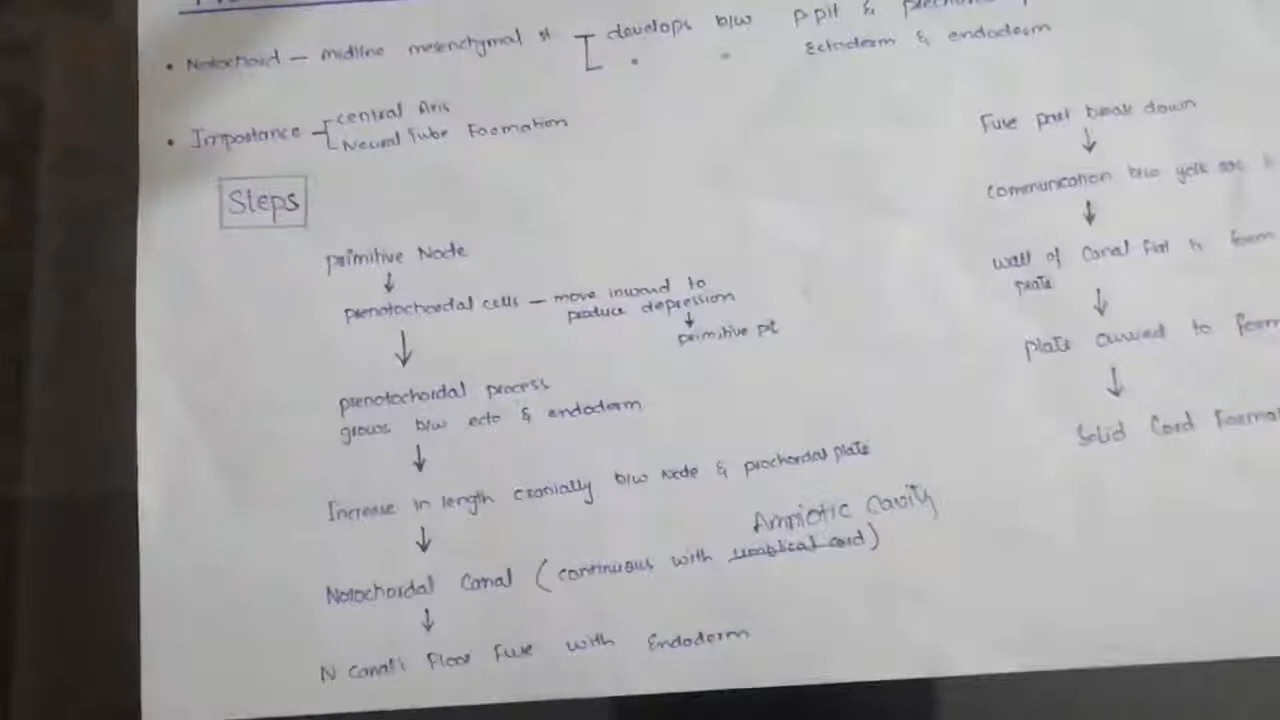 • Notochord — midline mesenchymal st [ develops b/w p pit &
" " Ectoderm & endoderm
• Importance – [ central Axis
Neural Tube Formation
Steps
primitive Node
↓
prenotochordal cells – move inward to
produce depression
↓
primitive pit
↓
prenotochordal process
grows b/w ecto & endoderm
↓
Increase in length cranially b/w Node & prochordal plate
↓
Amniotic Cavity
Notochordal Canal (continuous with umbilical cord)
↓
N canal's Floor Fuse with Endoderm
Fuse part break down
↓
communication b/w yolk sac
↓
wall of Canal flat & form
plate
↓
plate curved to form
↓
Solid Cord Forma